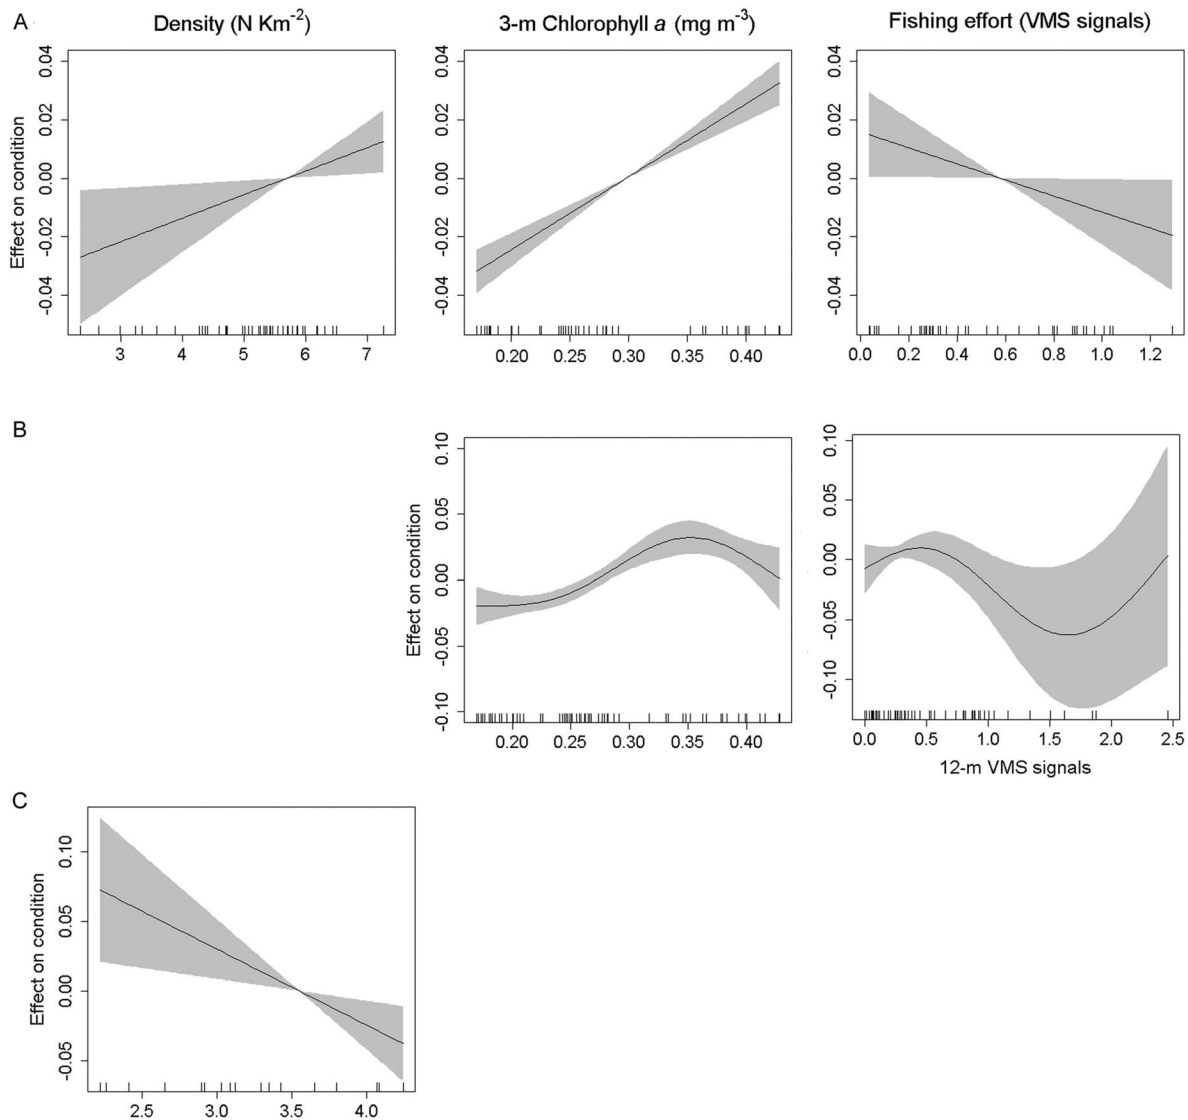 A
Density (N Km-2)
3-m Chlorophyll a (mg m-3)
Fishing effort (VMS signals)
Effect on condition
0.04
0.02
0.00
-0.02
-0.04
3 4 5 6 7
0.04
0.02
0.00
-0.02
-0.04
0.20 0.25 0.30 0.35 0.40
0.04
0.02
0.00
-0.02
-0.04
0.0 0.2 0.4 0.6 0.8 1.0 1.2
B
Effect on condition
0.10
0.05
0.00
-0.05
-0.10
0.20 0.25 0.30 0.35 0.40
0.10
0.05
0.00
-0.05
-0.10
0.0 0.5 1.0 1.5 2.0 2.5
12-m VMS signals
C
Effect on condition
0.10
0.05
0.00
-0.05
2.5 3.0 3.5 4.0